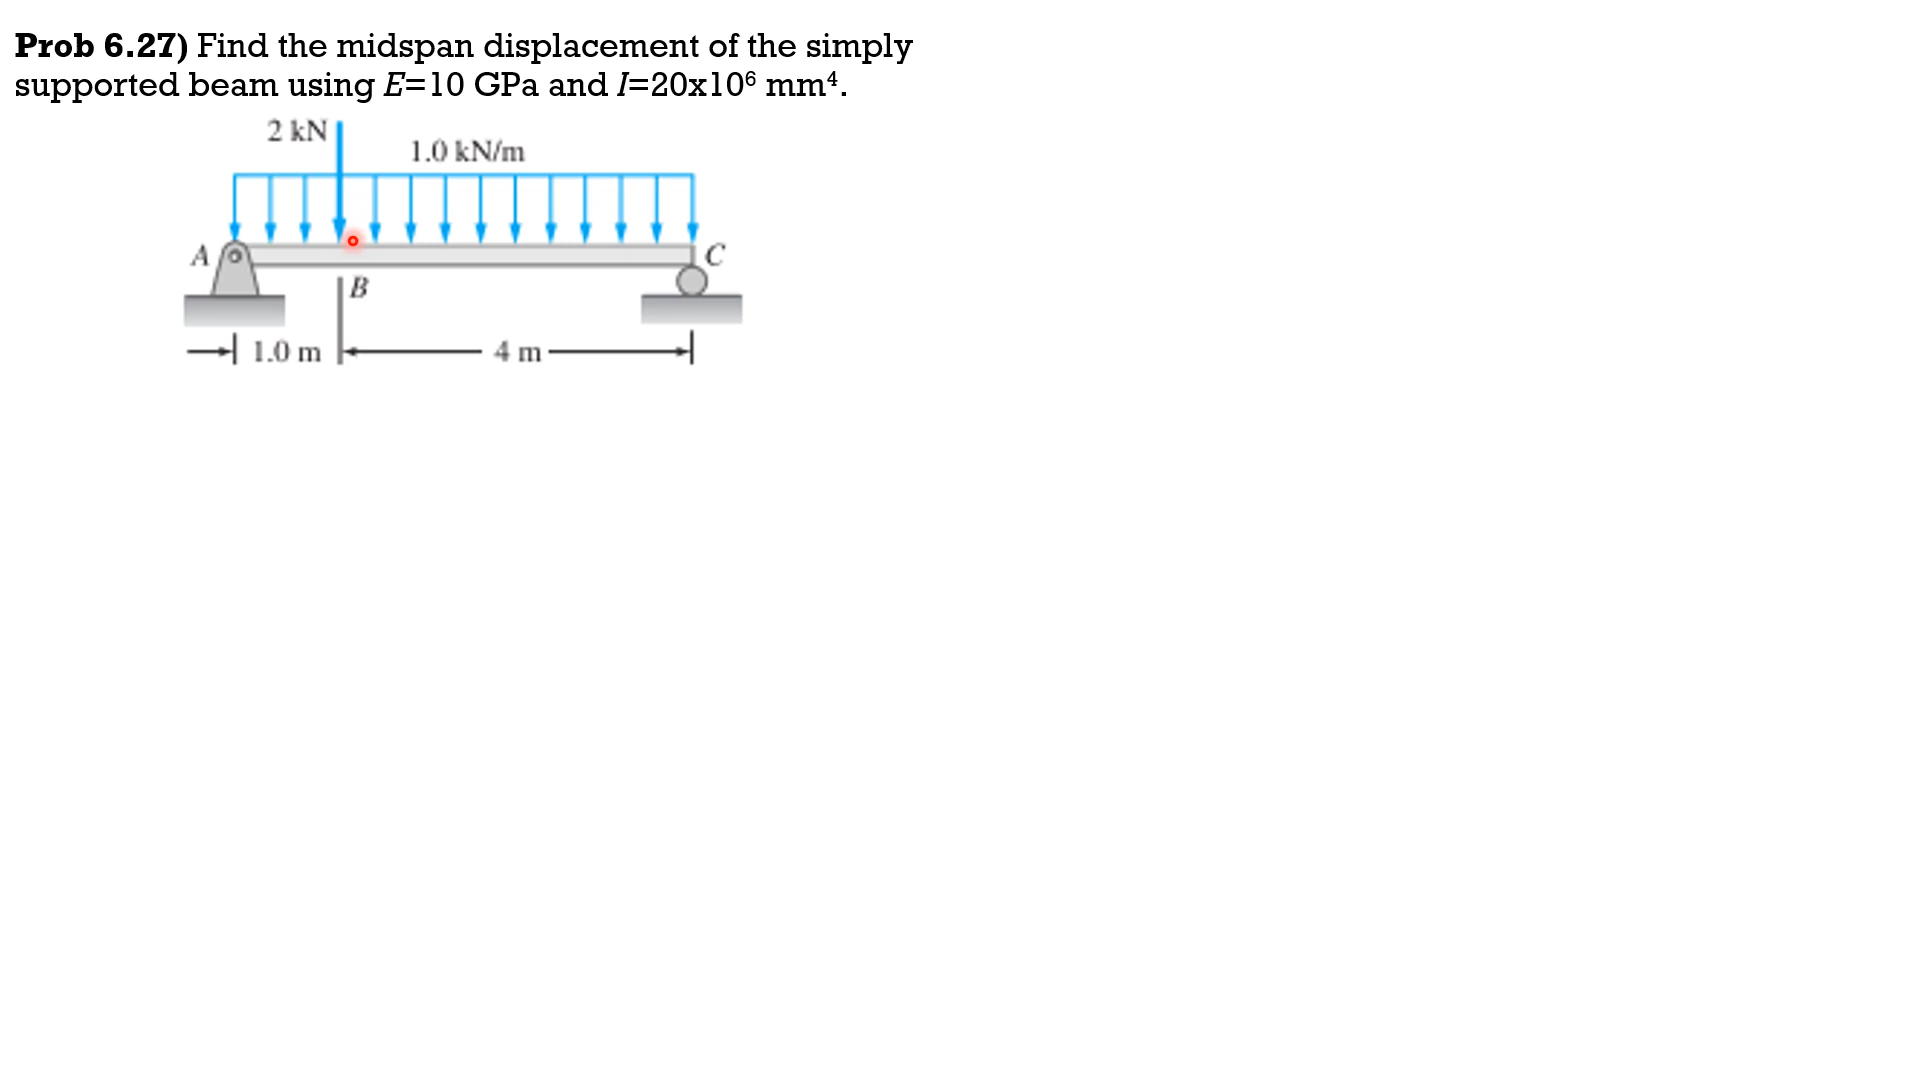 Prob 6.27) Find the midspan displacement of the simply
supported beam using E=10 GPa and I=20x10⁶ mm⁴.
2 kN
1.0 kN/m
A
C
B
1.0 m
4 m